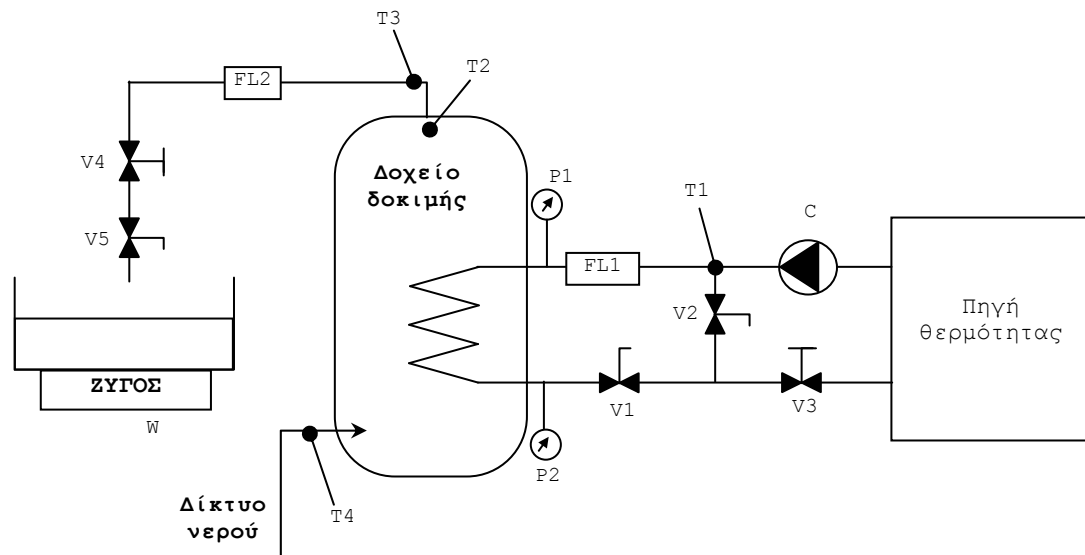 T3
FL2
T2
V4
Δοχείο
δοκιμής
P1
T1
C
V5
FL1
V2
Πηγή
θερμότητας
ΖΥΓΟΣ
W
V1
V3
P2
Δίκτυο
νερού
T4